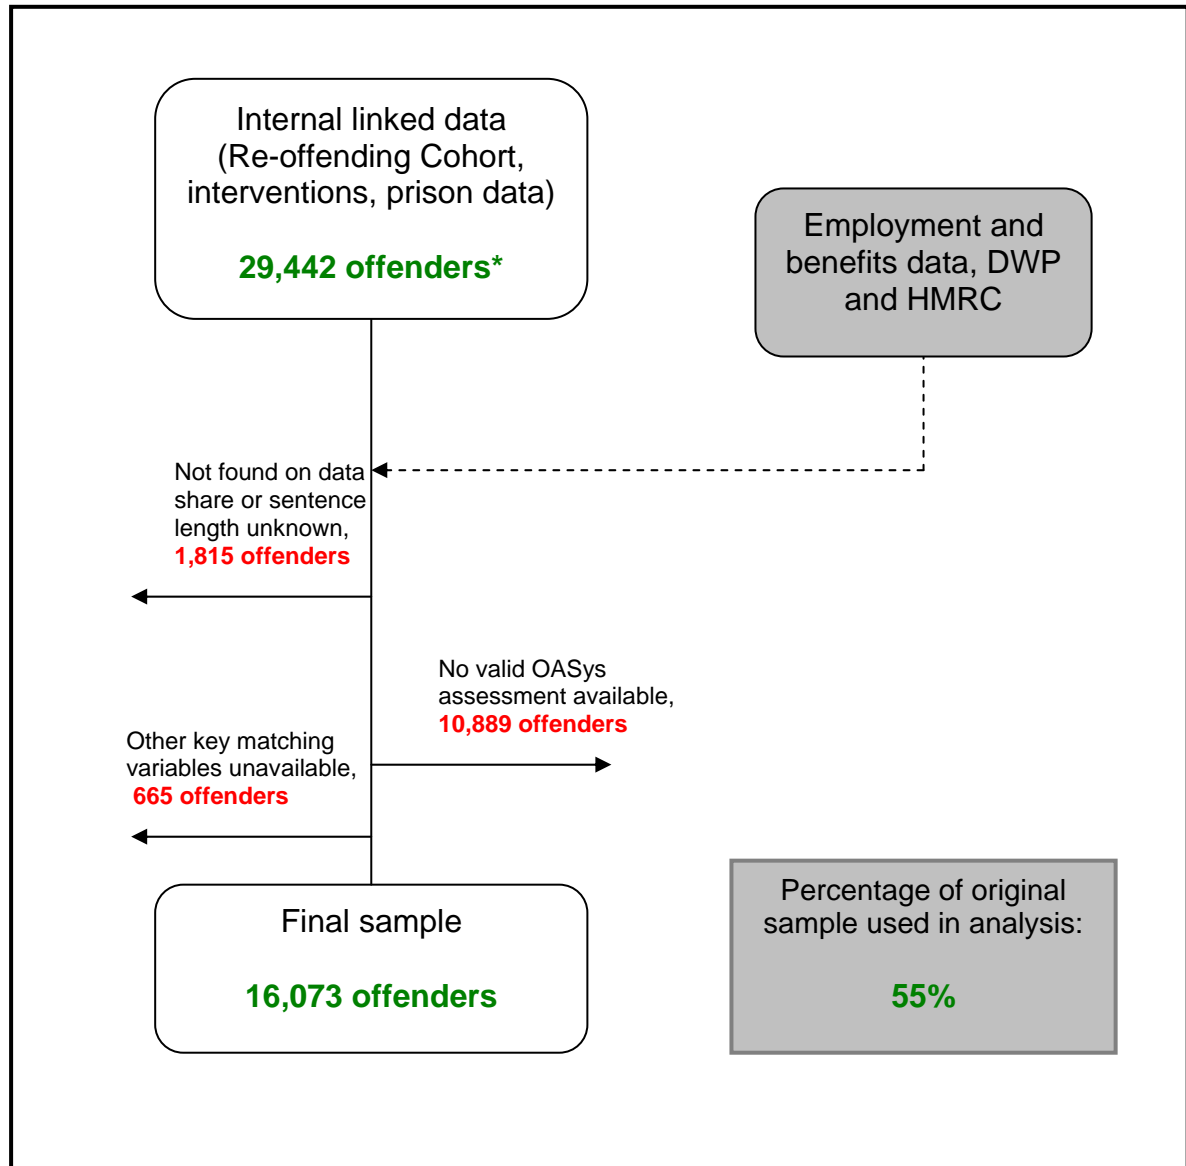 Internal linked data
(Re-offending Cohort,
interventions, prison data)
29,442 offenders*
Employment and
benefits data, DWP
and HMRC
Not found on data
share or sentence
length unknown,
1,815 offenders
No valid OASys
assessment available,
10,889 offenders
Other key matching
variables unavailable,
665 offenders
Final sample
16,073 offenders
Percentage of original
sample used in analysis:
55%